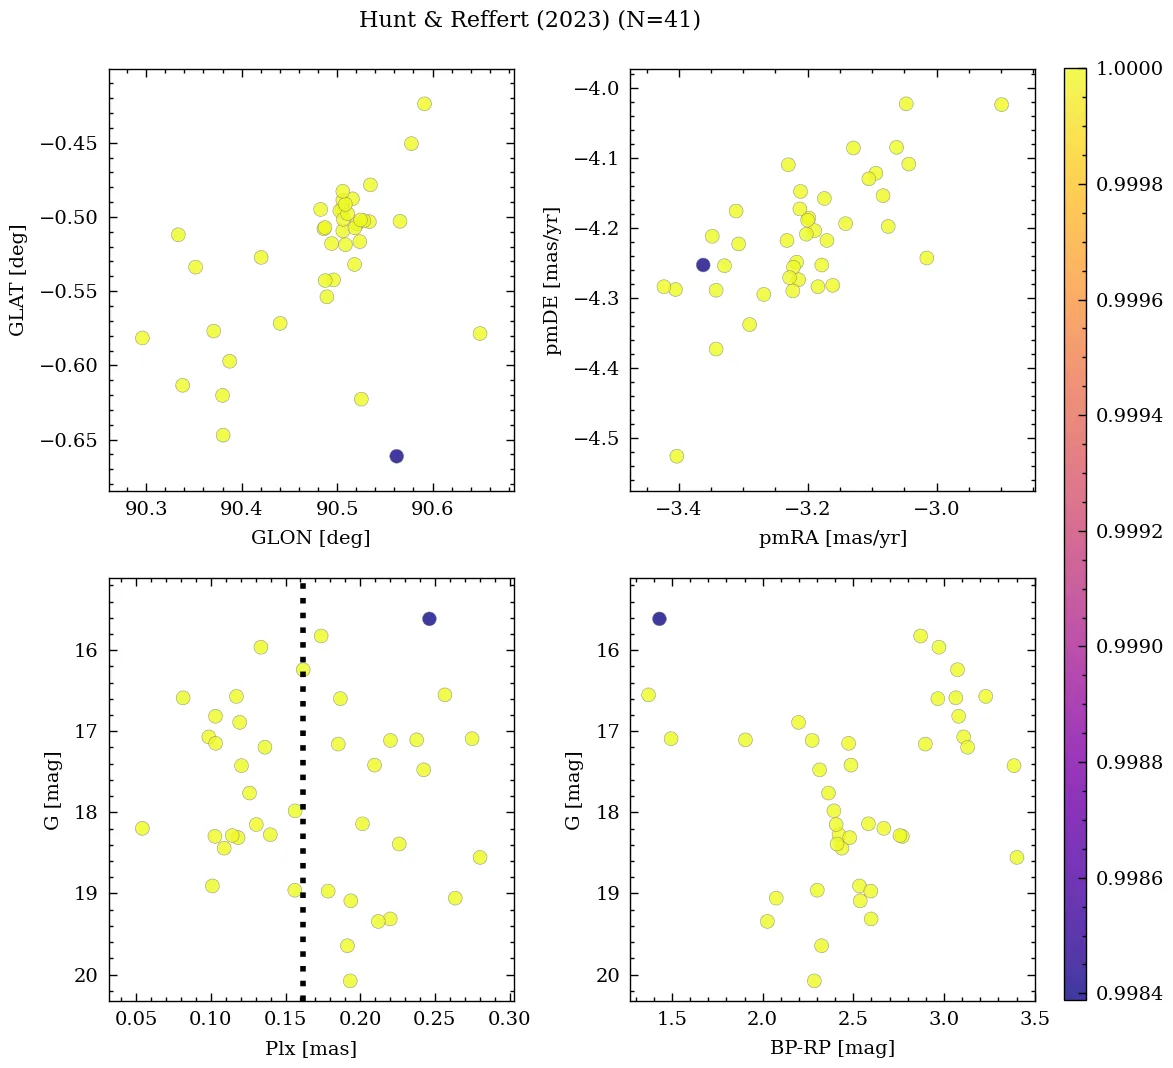 Hunt & Reffert (2023) (N=41)
−0.45
−0.50
−0.55
−0.60
−0.65
GLAT [deg]
90.3 90.4 90.5 90.6
GLON [deg]
−4.0
−4.1
−4.2
−4.3
−4.4
−4.5
pmDE [mas/yr]
−3.4 −3.2 −3.0
pmRA [mas/yr]
16
17
18
19
20
G [mag]
0.05 0.10 0.15 0.20 0.25 0.30
Plx [mas]
16
17
18
19
20
G [mag]
1.5 2.0 2.5 3.0 3.5
BP-RP [mag]
1.0000
0.9998
0.9996
0.9994
0.9992
0.9990
0.9988
0.9986
0.9984